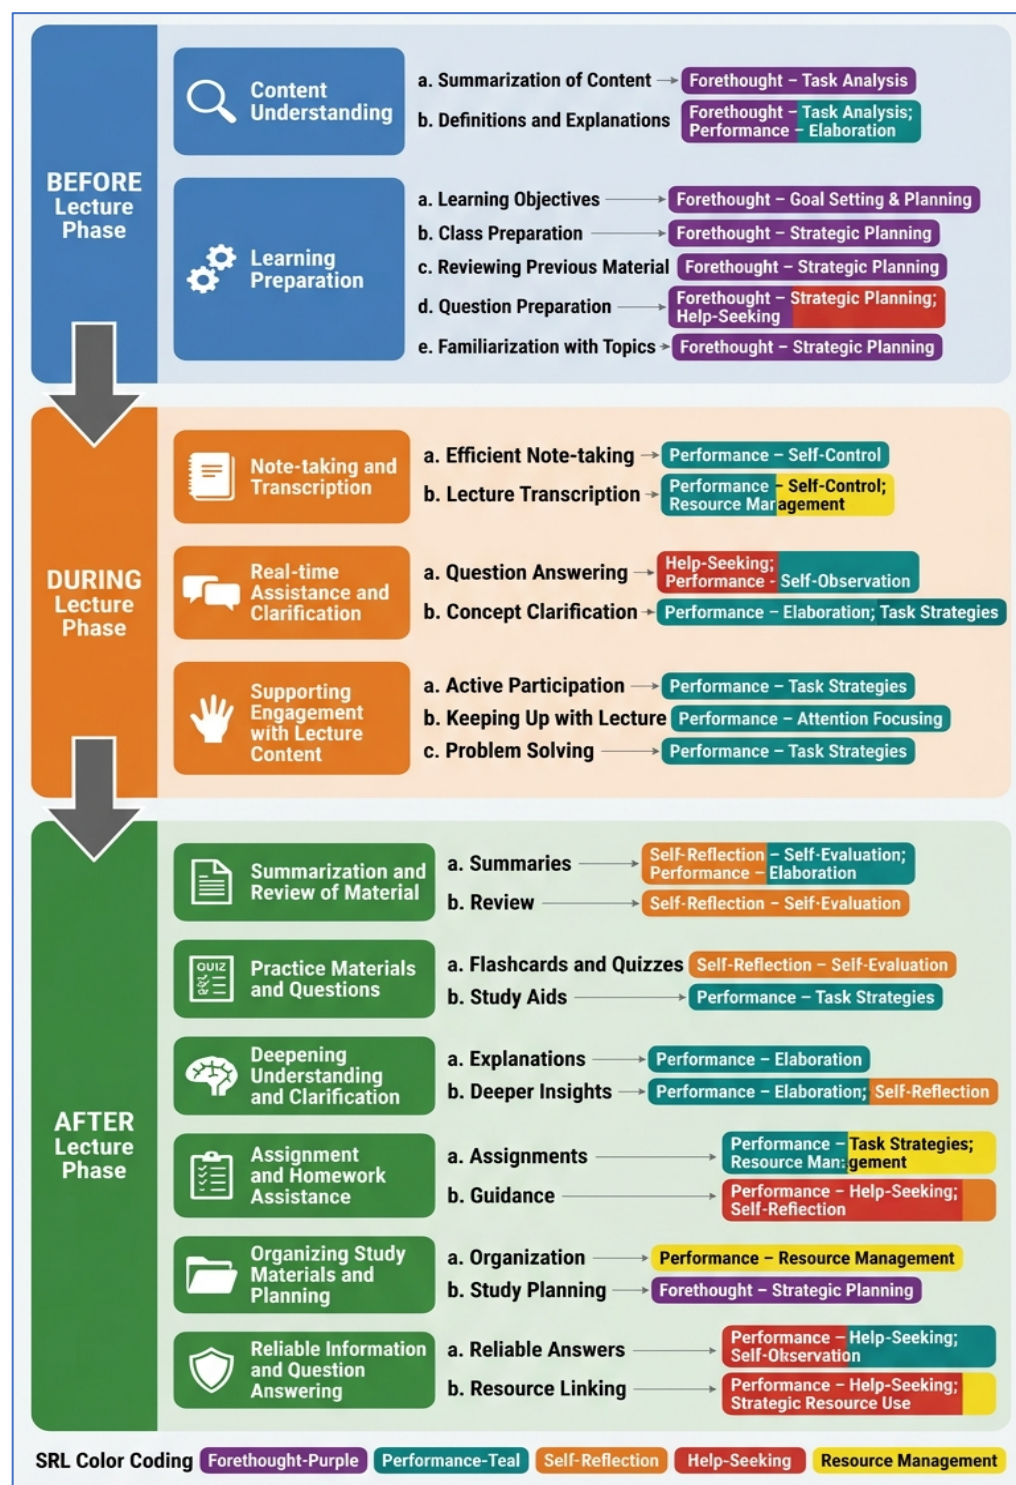 BEFORE
Lecture
Phase
Content
Understanding
a. Summarization of Content
Forethought – Task Analysis
b. Definitions and Explanations
Forethought – Task Analysis;
Performance – Elaboration
Learning
Preparation
a. Learning Objectives
Forethought – Goal Setting & Planning
b. Class Preparation
Forethought – Strategic Planning
c. Reviewing Previous Material
Forethought – Strategic Planning
d. Question Preparation
Forethought – Strategic Planning;
Help-Seeking
e. Familiarization with Topics
Forethought – Strategic Planning
DURING
Lecture
Phase
Note-taking and
Transcription
a. Efficient Note-taking
Performance – Self-Control
b. Lecture Transcription
Performance – Self-Control;
Resource Management
Real-time
Assistance and
Clarification
a. Question Answering
Help-Seeking;
Performance - Self-Observation
b. Concept Clarification
Performance – Elaboration; Task Strategies
Supporting
Engagement
with Lecture
Content
a. Active Participation
Performance – Task Strategies
b. Keeping Up with Lecture
Performance – Attention Focusing
c. Problem Solving
Performance – Task Strategies
AFTER
Lecture
Phase
Summarization and
Review of Material
a. Summaries
Self-Reflection – Self-Evaluation;
Performance – Elaboration
b. Review
Self-Reflection – Self-Evaluation
QUIZ
Practice Materials
and Questions
a. Flashcards and Quizzes
Self-Reflection – Self-Evaluation
b. Study Aids
Performance – Task Strategies
Deepening
Understanding
and Clarification
a. Explanations
Performance – Elaboration
b. Deeper Insights
Performance – Elaboration; Self-Reflection
Assignment
and Homework
Assistance
a. Assignments
Performance – Task Strategies;
Resource Man:gement
b. Guidance
Performance – Help-Seeking;
Self-Reflection
Organizing Study
Materials and
Planning
a. Organization
Performance – Resource Management
b. Study Planning
Forethought – Strategic Planning
Reliable Information
and Question
Answering
a. Reliable Answers
Performance – Help-Seeking;
Self-Okservation
b. Resource Linking
Performance – Help-Seeking;
Strategic Resource Use
SRL Color Coding
Forethought-Purple
Performance-Teal
Self-Reflection
Help-Seeking
Resource Management